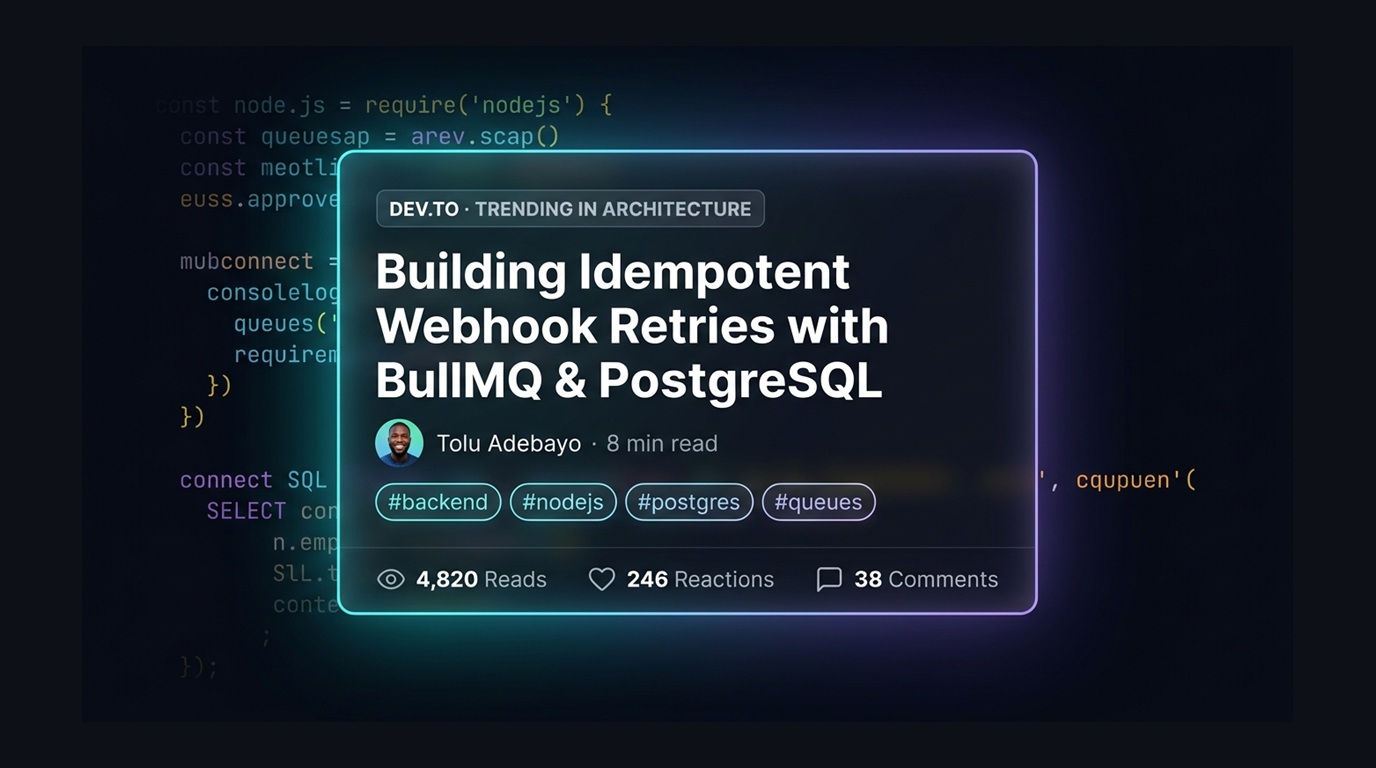 const node.js = require('nodejs') {
const queuesap = arev.scap()
const meotli
euss.approve
mubconnect =
consolelog
queues('
requirem
})
})
connect SQL
SELECT con
n.emp
SlL.t
conte
;
});
DEV.TO · TRENDING IN ARCHITECTURE
Building Idempotent
Webhook Retries with
BullMQ & PostgreSQL
Tolu Adebayo · 8 min read
#backend #nodejs #postgres #queues
4,820 Reads 246 Reactions 38 Comments
', cqupuen'(